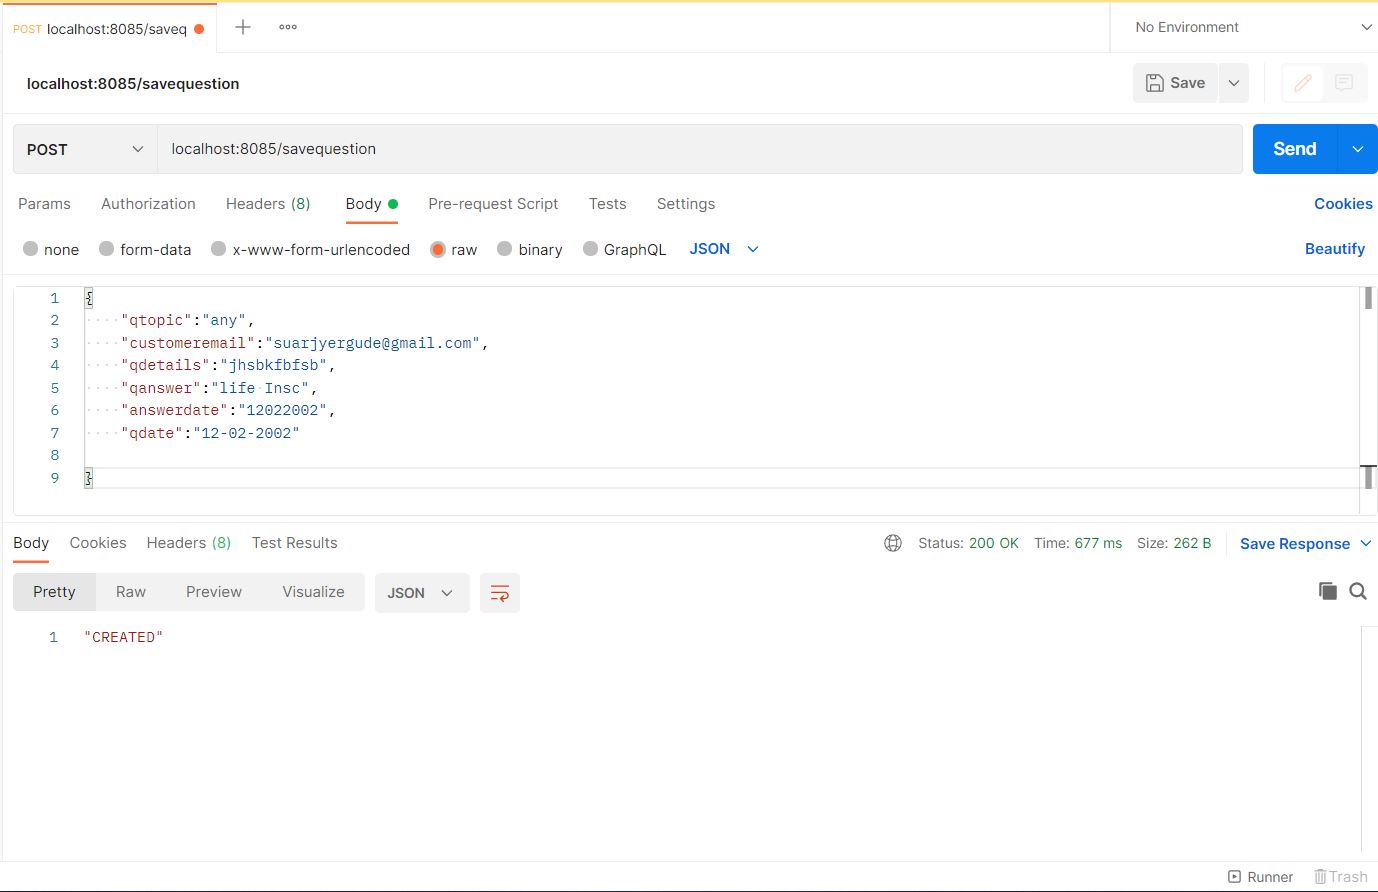 POST localhost:8085/saveq
No Environment
localhost:8085/savequestion
Save
POST localhost:8085/savequestion Send
Params Authorization Headers (8) Body Pre-request Script Tests Settings Cookies
none form-data x-www-form-urlencoded raw binary GraphQL JSON Beautify
1 {
2 "qtopic":"any",
3 "customeremail":"suarjyergude@gmail.com",
4 "qdetails":"jhsbkfbfsb",
5 "qanswer":"life Insc",
6 "answerdate":"12022002",
7 "qdate":"12-02-2002"
8
9 }
Body Cookies Headers (8) Test Results Status: 200 OK Time: 677 ms Size: 262 B Save Response
Pretty Raw Preview Visualize JSON
1 "CREATED"
Runner Trash